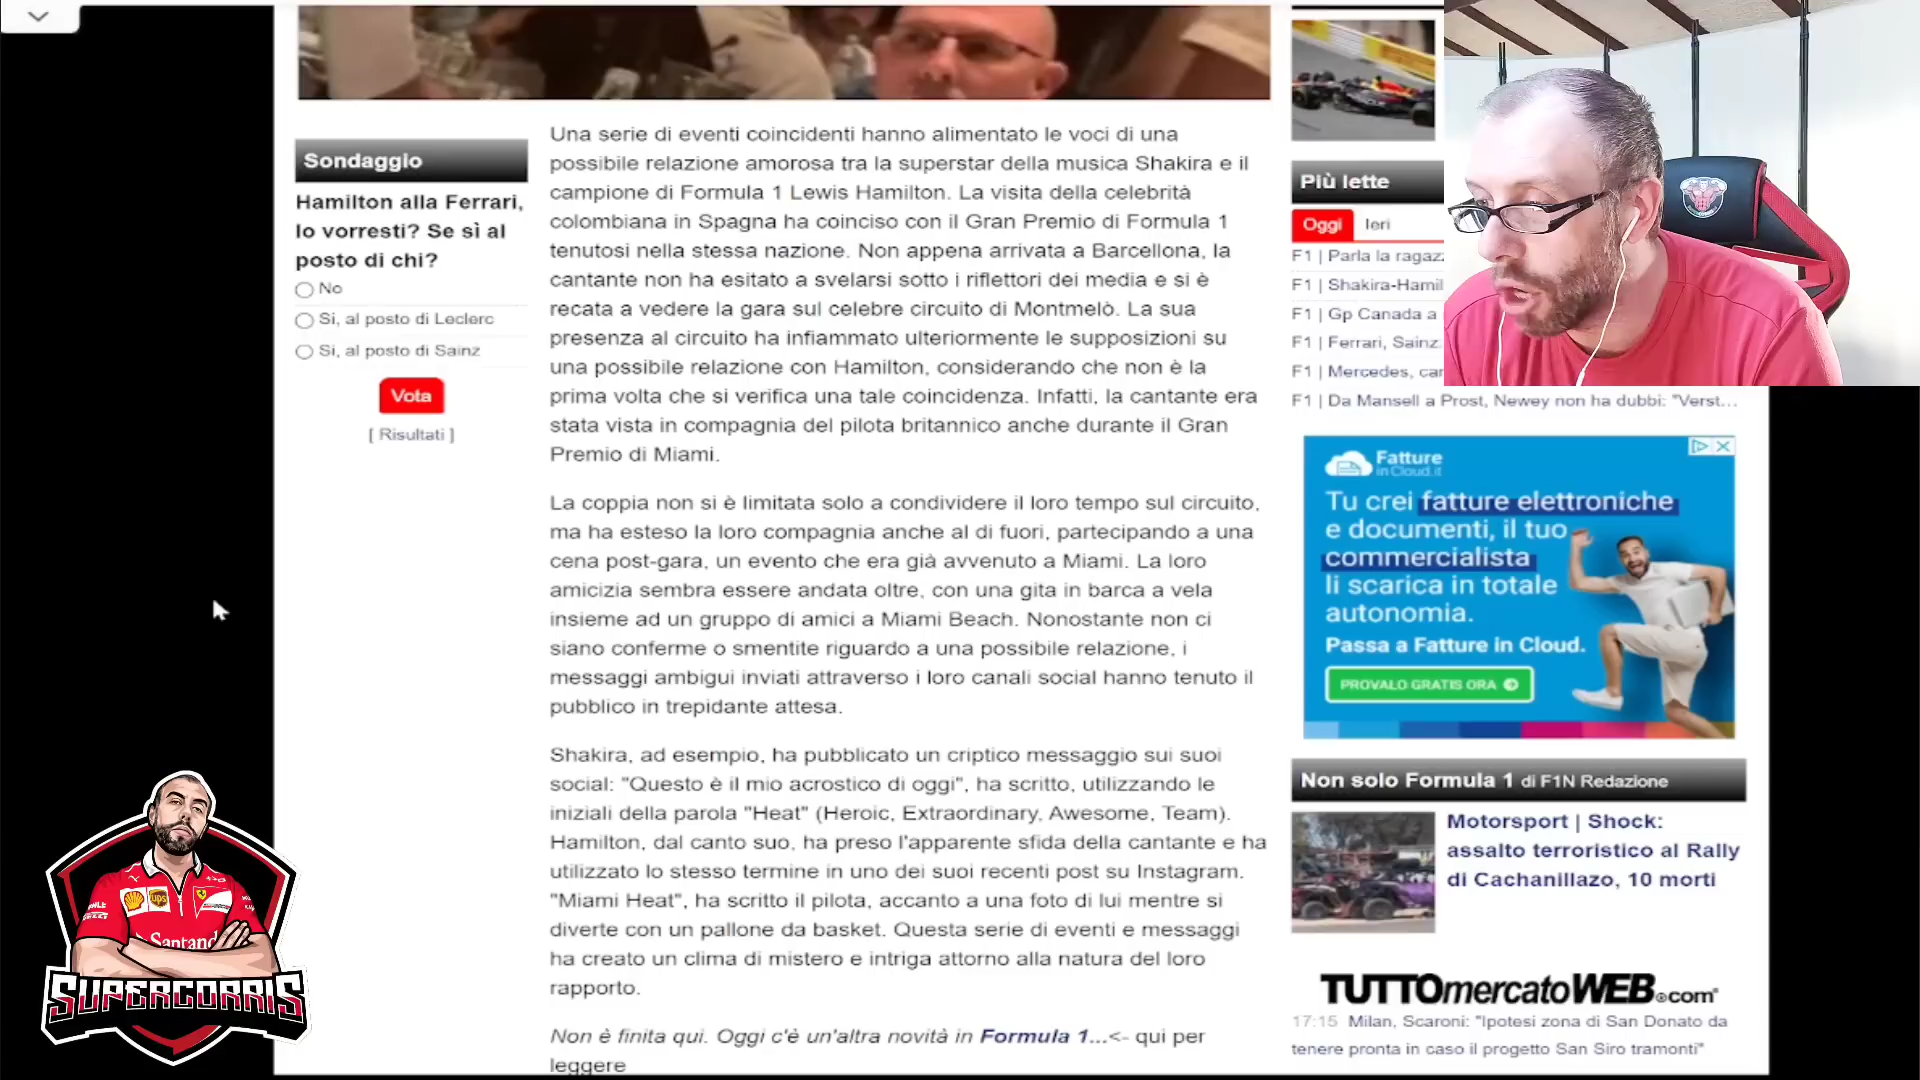 Sondaggio
Hamilton alla Ferrari,
lo vorresti? Se sì al
posto di chi?
No
Si, al posto di Leclerc
Si, al posto di Sainz
Vota
[ Risultati ]
Una serie di eventi coincidenti hanno alimentato le voci di una
possibile relazione amorosa tra la superstar della musica Shakira e il
campione di Formula 1 Lewis Hamilton. La visita della celebrità
colombiana in Spagna ha coinciso con il Gran Premio di Formula 1
tenutosi nella stessa nazione. Non appena arrivata a Barcellona, la
cantante non ha esitato a svelarsi sotto i riflettori dei media e si è
recata a vedere la gara sul celebre circuito di Montmelò. La sua
presenza al circuito ha infiammato ulteriormente le supposizioni su
una possibile relazione con Hamilton, considerando che non è la
prima volta che si verifica una tale coincidenza. Infatti, la cantante era
stata vista in compagnia del pilota britannico anche durante il Gran
Premio di Miami.
La coppia non si è limitata solo a condividere il loro tempo sul circuito,
ma ha esteso la loro compagnia anche al di fuori, partecipando a una
cena post-gara, un evento che era già avvenuto a Miami. La loro
amicizia sembra essere andata oltre, con una gita in barca a vela
insieme ad un gruppo di amici a Miami Beach. Nonostante non ci
siano conferme o smentite riguardo a una possibile relazione, i
messaggi ambigui inviati attraverso i loro canali social hanno tenuto il
pubblico in trepidante attesa.
Shakira, ad esempio, ha pubblicato un criptico messaggio sui suoi
social: "Questo è il mio acrostico di oggi", ha scritto, utilizzando le
iniziali della parola "Heat" (Heroic, Extraordinary, Awesome, Team).
Hamilton, dal canto suo, ha preso l'apparente sfida della cantante e ha
utilizzato lo stesso termine in uno dei suoi recenti post su Instagram.
"Miami Heat", ha scritto il pilota, accanto a una foto di lui mentre si
diverte con un pallone da basket. Questa serie di eventi e messaggi
ha creato un clima di mistero e intriga attorno alla natura del loro
rapporto.
Non è finita qui. Oggi c'è un'altra novità in Formula 1...<- qui per
leggere
Più lette
Oggi Ieri
F1 | Parla la ragaz
F1 | Shakira-Hamil
F1 | Gp Canada a
F1 | Ferrari, Sainz
F1 | Mercedes, car
F1 | Da Mansell a Prost, Newey non ha dubbi: "Verst...
Fatture
in Cloud.it
Tu crei fatture elettroniche
e documenti, il tuo
commercialista
li scarica in totale
autonomia.
Passa a Fatture in Cloud.
PROVALO GRATIS ORA
Non solo Formula 1 di F1N Redazione
Motorsport | Shock:
assalto terroristico al Rally
di Cachanillazo, 10 morti
TUTTOmercatoWEB.com
17:15 Milan, Scaroni: "Ipotesi zona di San Donato da
tenere pronta in caso il progetto San Siro tramonti"
ups
Santand
SUPERCORRIS